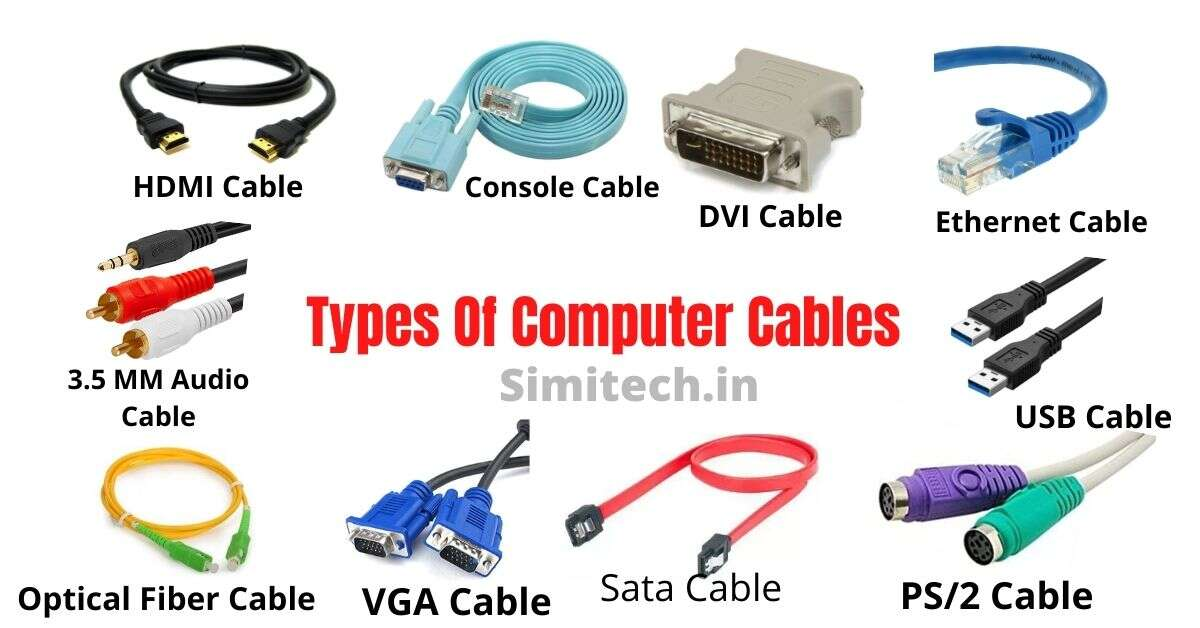 HDMI Cable
Console Cable
DVI Cable
Ethernet Cable
3.5 MM Audio
Cable
Types Of Computer Cables
Simitech.in
USB Cable
Optical Fiber Cable
VGA Cable
Sata Cable
PS/2 Cable